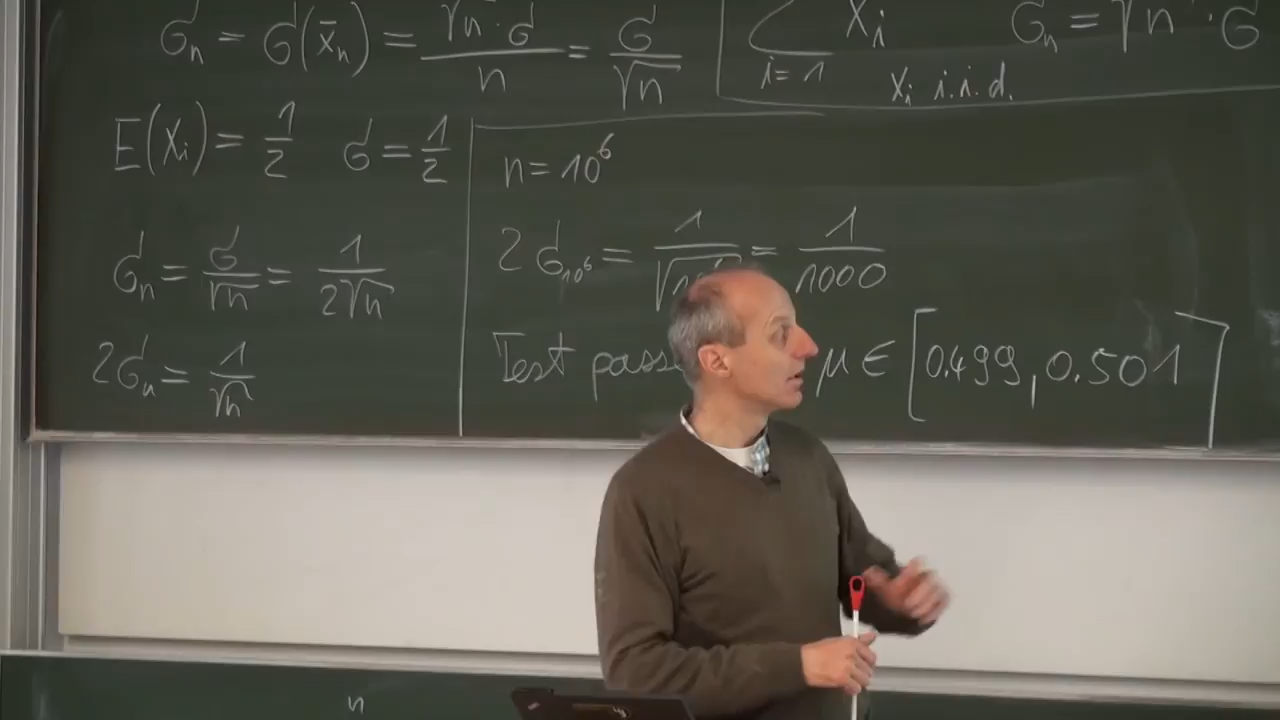 σₙ = σ(x̄ₙ) = √n · σ / n = σ / √n
∑ i=1 Xᵢ σₙ = √n · σ
Xᵢ i.i.d.
E(Xᵢ) = 1/2 σ = 1/2
σₙ = σ/√n = 1/(2√n)
2σₙ = 1/√n
n = 10⁶
2σ₁₀⁶ = 1/√10⁶ = 1/1000
Test μ ∈ [0.499, 0.501]
n